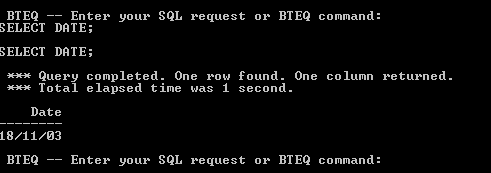 BTEQ -- Enter your SQL request or BTEQ command:
SELECT DATE;
SELECT DATE;
*** Query completed. One row found. One column returned.
*** Total elapsed time was 1 second.
Date
--------
18/11/03
BTEQ -- Enter your SQL request or BTEQ command: